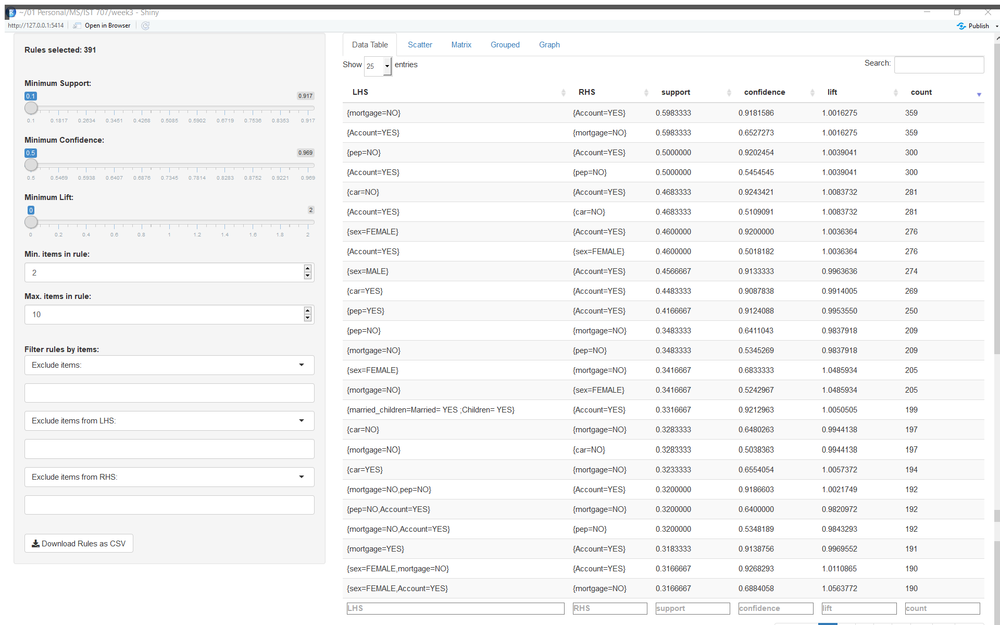 ~/01 Personal/MS/IST 707/week3 - Shiny
http://127.0.0.1:5414 Open in Browser Publish
Rules selected: 391
Minimum Support:
0.1 0.917
0.1 0.1817 0.2634 0.3451 0.4268 0.5085 0.5902 0.6719 0.7536 0.8353 0.917
Minimum Confidence:
0.5 0.969
0.5 0.5469 0.5938 0.6407 0.6876 0.7345 0.7814 0.8283 0.8752 0.9221 0.969
Minimum Lift:
0 2
0 0.2 0.4 0.6 0.8 1 1.2 1.4 1.6 1.8 2
Min. items in rule:
2
Max. items in rule:
10
Filter rules by items:
Exclude items:
Exclude items from LHS:
Exclude items from RHS:
Download Rules as CSV
Data Table Scatter Matrix Grouped Graph
Show 25 entries Search:
LHS RHS support confidence lift count
{mortgage=NO} {Account=YES} 0.5983333 0.9181586 1.0016275 359
{Account=YES} {mortgage=NO} 0.5983333 0.6527273 1.0016275 359
{pep=NO} {Account=YES} 0.5000000 0.9202454 1.0039041 300
{Account=YES} {pep=NO} 0.5000000 0.5454545 1.0039041 300
{car=NO} {Account=YES} 0.4683333 0.9243421 1.0083732 281
{Account=YES} {car=NO} 0.4683333 0.5109091 1.0083732 281
{sex=FEMALE} {Account=YES} 0.4600000 0.9200000 1.0036364 276
{Account=YES} {sex=FEMALE} 0.4600000 0.5018182 1.0036364 276
{sex=MALE} {Account=YES} 0.4566667 0.9133333 0.9963636 274
{car=YES} {Account=YES} 0.4483333 0.9087838 0.9914005 269
{pep=YES} {Account=YES} 0.4166667 0.9124088 0.9953550 250
{pep=NO} {mortgage=NO} 0.3483333 0.6411043 0.9837918 209
{mortgage=NO} {pep=NO} 0.3483333 0.5345269 0.9837918 209
{sex=FEMALE} {mortgage=NO} 0.3416667 0.6833333 1.0485934 205
{mortgage=NO} {sex=FEMALE} 0.3416667 0.5242967 1.0485934 205
{married_children=Married= YES ;Children= YES} {Account=YES} 0.3316667 0.9212963 1.0050505 199
{car=NO} {mortgage=NO} 0.3283333 0.6480263 0.9944138 197
{mortgage=NO} {car=NO} 0.3283333 0.5038363 0.9944138 197
{car=YES} {mortgage=NO} 0.3233333 0.6554054 1.0057372 194
{mortgage=NO,pep=NO} {Account=YES} 0.3200000 0.9186603 1.0021749 192
{pep=NO,Account=YES} {mortgage=NO} 0.3200000 0.6400000 0.9820972 192
{mortgage=NO,Account=YES} {pep=NO} 0.3200000 0.5348189 0.9843293 192
{mortgage=YES} {Account=YES} 0.3183333 0.9138756 0.9969552 191
{sex=FEMALE,mortgage=NO} {Account=YES} 0.3166667 0.9268293 1.0110865 190
{sex=FEMALE,Account=YES} {mortgage=NO} 0.3166667 0.6884058 1.0563772 190
LHS RHS support confidence lift count